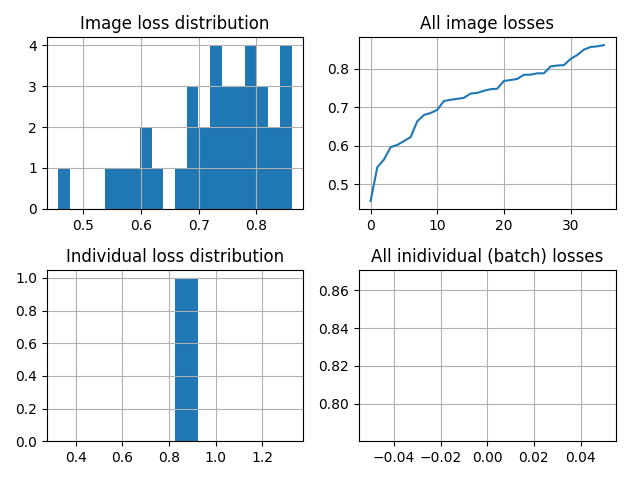 Image loss distribution
4
3
2
1
0
0.5 0.6 0.7 0.8
All image losses
0.8
0.7
0.6
0.5
0 10 20 30
Individual loss distribution
1.0
0.8
0.6
0.4
0.2
0.0
0.4 0.6 0.8 1.0 1.2
All inidividual (batch) losses
0.86
0.84
0.82
0.80
−0.04 −0.02 0.00 0.02 0.04